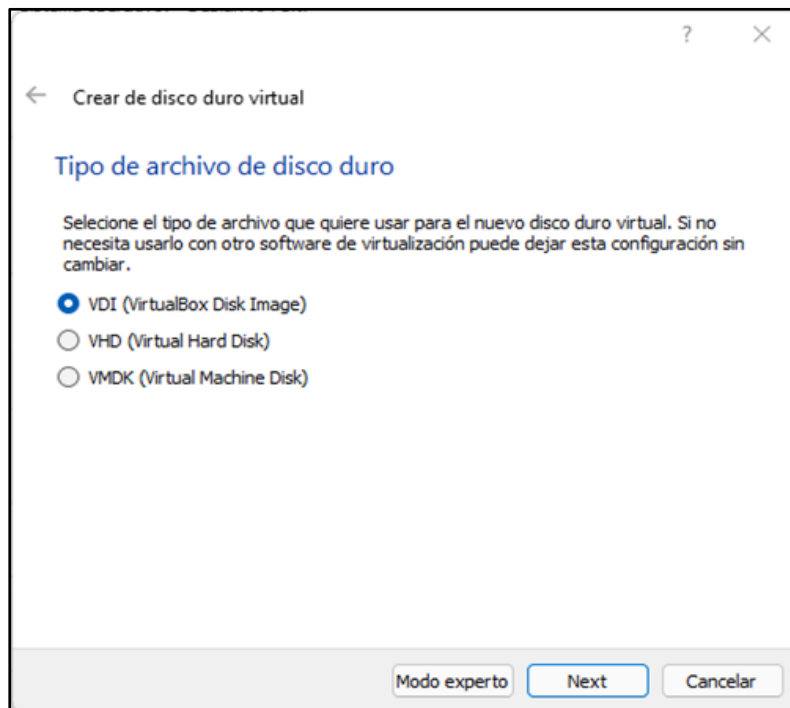 ?
Crear de disco duro virtual
Tipo de archivo de disco duro
Seleccione el tipo de archivo que quiere usar para el nuevo disco duro virtual. Si no
necesita usarlo con otro software de virtualización puede dejar esta configuración sin
cambiar.
VDI (VirtualBox Disk Image)
VHD (Virtual Hard Disk)
VMDK (Virtual Machine Disk)
Modo experto Next Cancelar